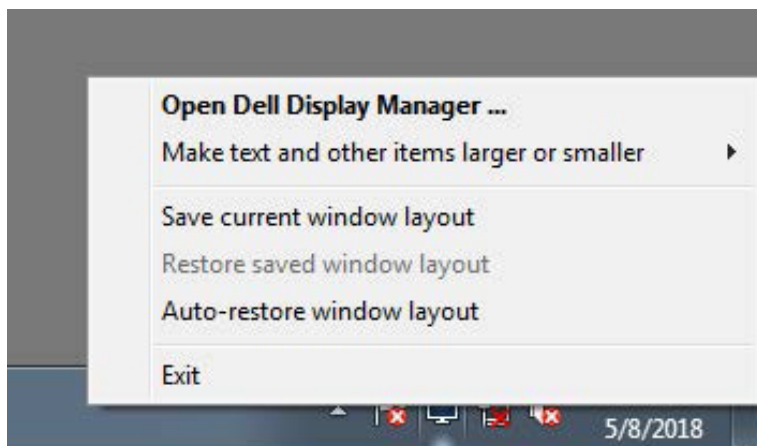 Open Dell Display Manager ...
Make text and other items larger or smaller
Save current window layout
Restore saved window layout
Auto-restore window layout
Exit
5/8/2018